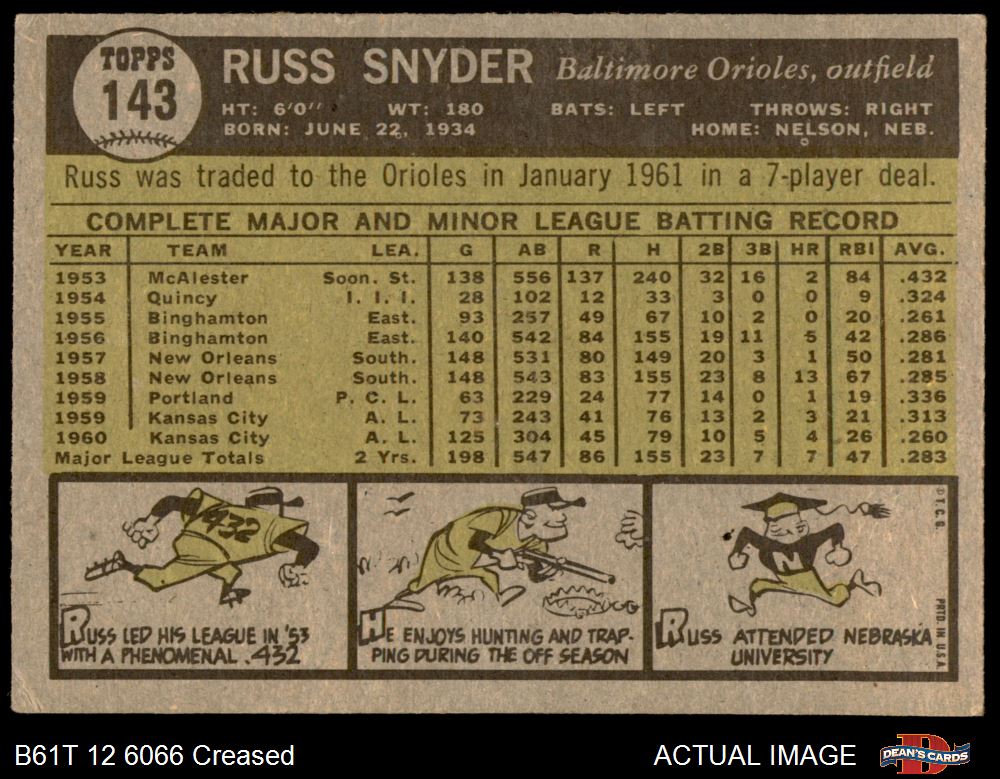 TOPPS
143
RUSS SNYDER Baltimore Orioles, outfield
HT: 6'0" WT: 180 BATS: LEFT THROWS: RIGHT
BORN: JUNE 22, 1934 HOME: NELSON, NEB.
Russ was traded to the Orioles in January 1961 in a 7-player deal.
COMPLETE MAJOR AND MINOR LEAGUE BATTING RECORD
YEAR TEAM LEA. G AB R H 2B 3B HR RBI AVG.
1953 McAlester Soon. St. 138 556 137 240 32 16 2 84 .432
1954 Quincy I. I. I. 28 102 12 33 3 0 0 9 .324
1955 Binghamton East. 93 257 49 67 10 2 0 20 .261
1956 Binghamton East. 140 542 84 155 19 11 5 42 .286
1957 New Orleans South. 148 531 80 149 20 3 1 50 .281
1958 New Orleans South. 148 543 83 155 23 8 13 67 .285
1959 Portland P. C. L. 63 229 24 77 14 0 1 19 .336
1959 Kansas City A. L. 73 243 41 76 13 2 3 21 .313
1960 Kansas City A. L. 125 304 45 79 10 5 4 26 .260
Major League Totals 2 Yrs. 198 547 86 155 23 7 7 47 .283
.432
RUSS LED HIS LEAGUE IN '53
WITH A PHENOMENAL .432
HE ENJOYS HUNTING AND TRAP-
PING DURING THE OFF SEASON
N
RUSS ATTENDED NEBRASKA
UNIVERSITY
© T. C. G.
PRTD. IN U.S.A.
B61T 12 6066 Creased
ACTUAL IMAGE
DEAN'S CARDS